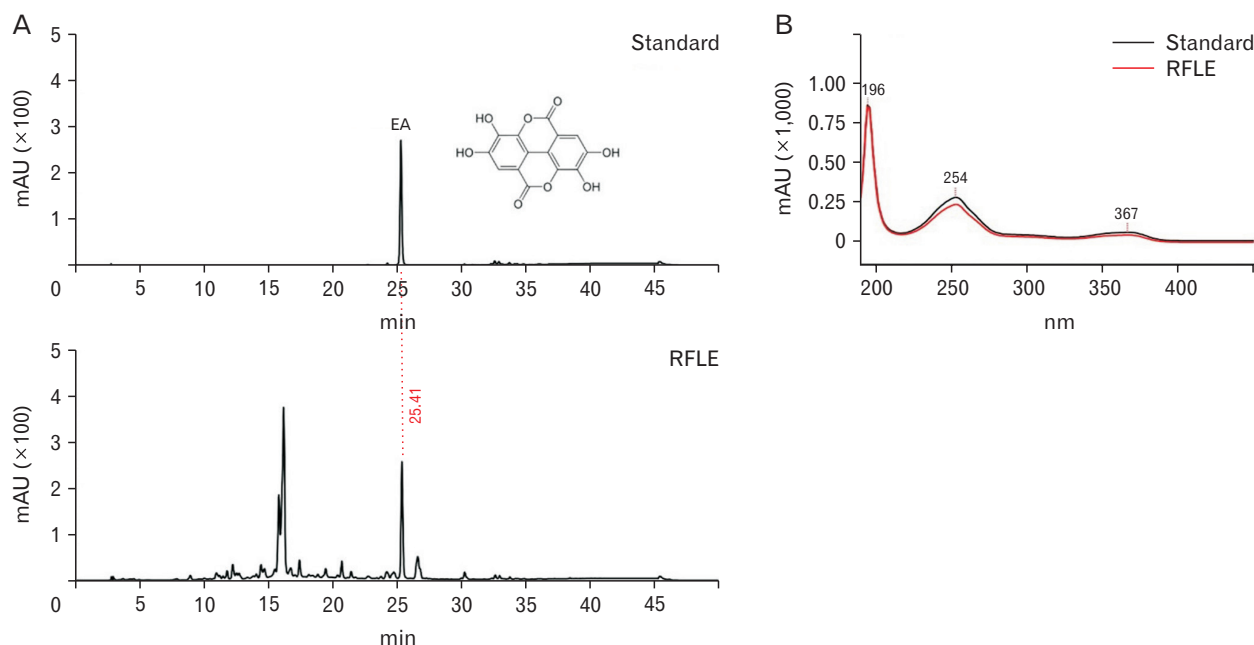 A
Standard
mAU (×100)
5
4
3
2
1
0
5
10
15
20
25
30
35
40
45
min
EA
O
O
HO
HO
OH
OH
O
O
RFLE
mAU (×100)
5
4
3
2
1
0
5
10
15
20
25
30
35
40
45
min
25.41
B
Standard
RFLE
mAU (×1,000)
1.00
0.75
0.50
0.25
0
196
254
367
200
250
300
350
400
nm